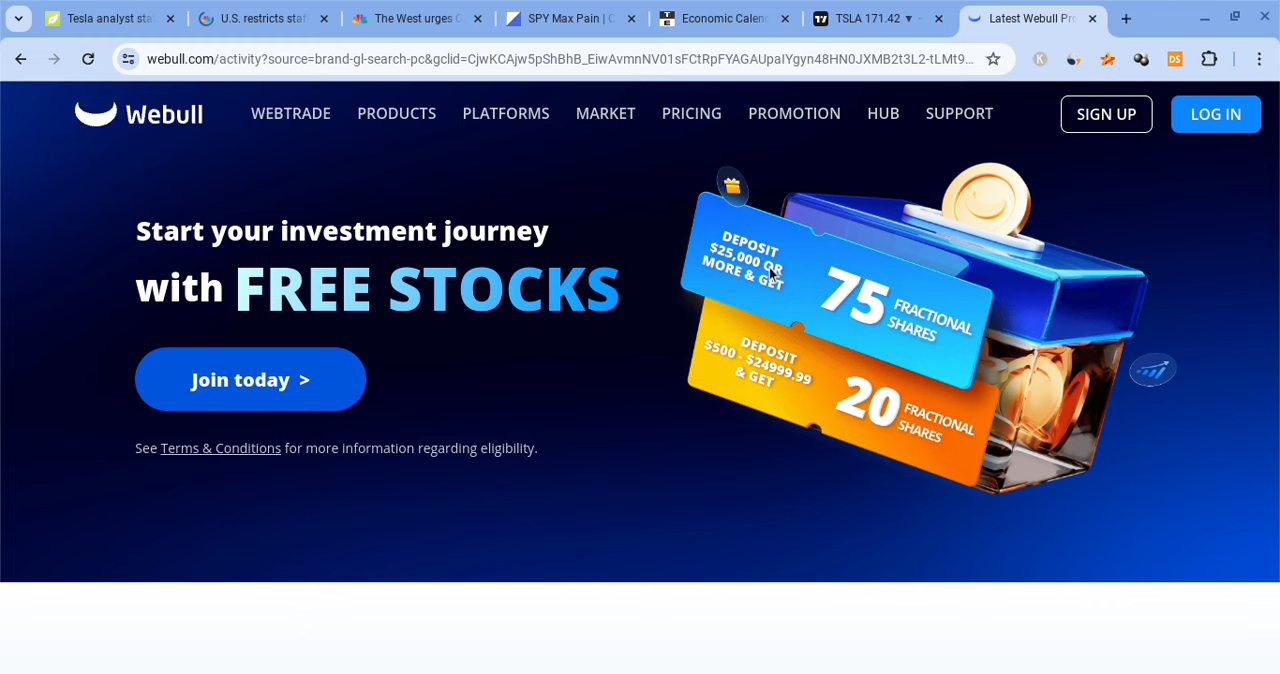 Tesla analyst sta
U.S. restricts staf
The West urges C
SPY Max Pain | C
Economic Calenc
TSLA 171.42 ▼ -
Latest Webull Pro
webull.com/activity?source=brand-gl-search-pc&gclid=CjwKCAjw5pShBhB_EiwAvmnNV01sFCtRpFYAGAUpaIYgyn48HN0JXMB2t3L2-tLMt9...
K
DS
Webull
WEBTRADE PRODUCTS PLATFORMS MARKET PRICING PROMOTION HUB SUPPORT
SIGN UP
LOG IN
Start your investment journey
with FREE STOCKS
Join today >
See Terms & Conditions for more information regarding eligibility.
DEPOSIT
$25,000 OR
MORE & GET
75 FRACTIONAL
SHARES
DEPOSIT
$500 - $24999.99
& GET
20 FRACTIONAL
SHARES